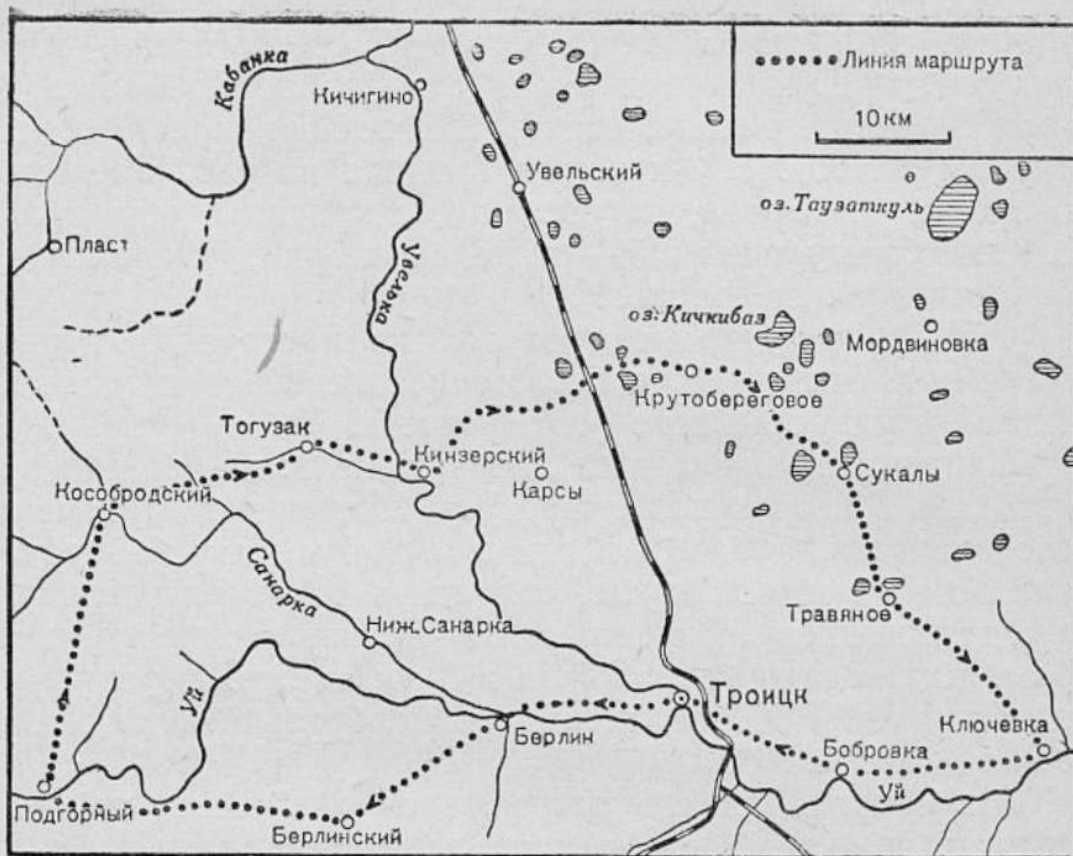 Линия маршрута
10 км
Кабанка
Кичигино
Увельский
оз. Таузаткуль
Пласт
Увелька
оз. Кичкибаз
Мордвиновка
Крутобереговое
Тогузак
Кинзерский
Карсы
Сукалы
Кособродский
Санарка
Травяное
Ниж. Санарка
Уй
Троицк
Ключевка
Берлин
Бобровка
Уй
Подгорный
Берлинский